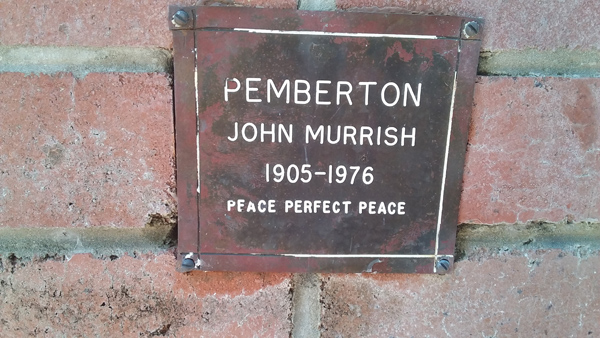 PEMBERTON
JOHN MURRISH
1905-1976
PEACE PERFECT PEACE